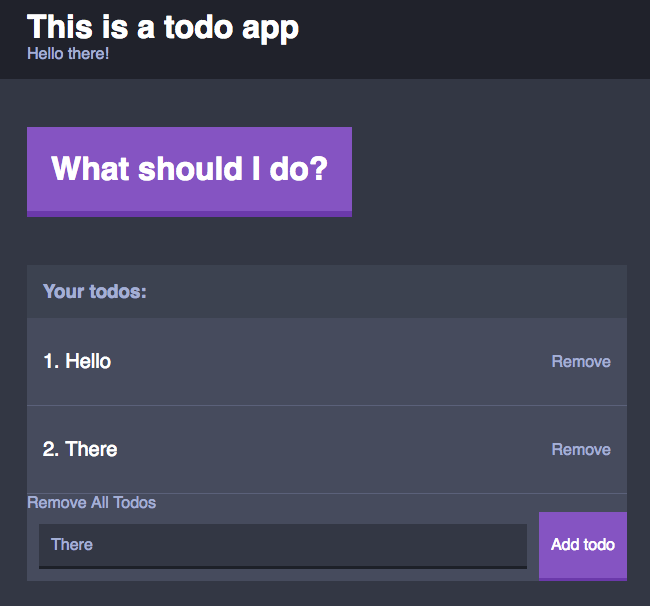 This is a todo app
Hello there!
What should I do?
Your todos:
1. Hello Remove
2. There Remove
Remove All Todos
There Add todo